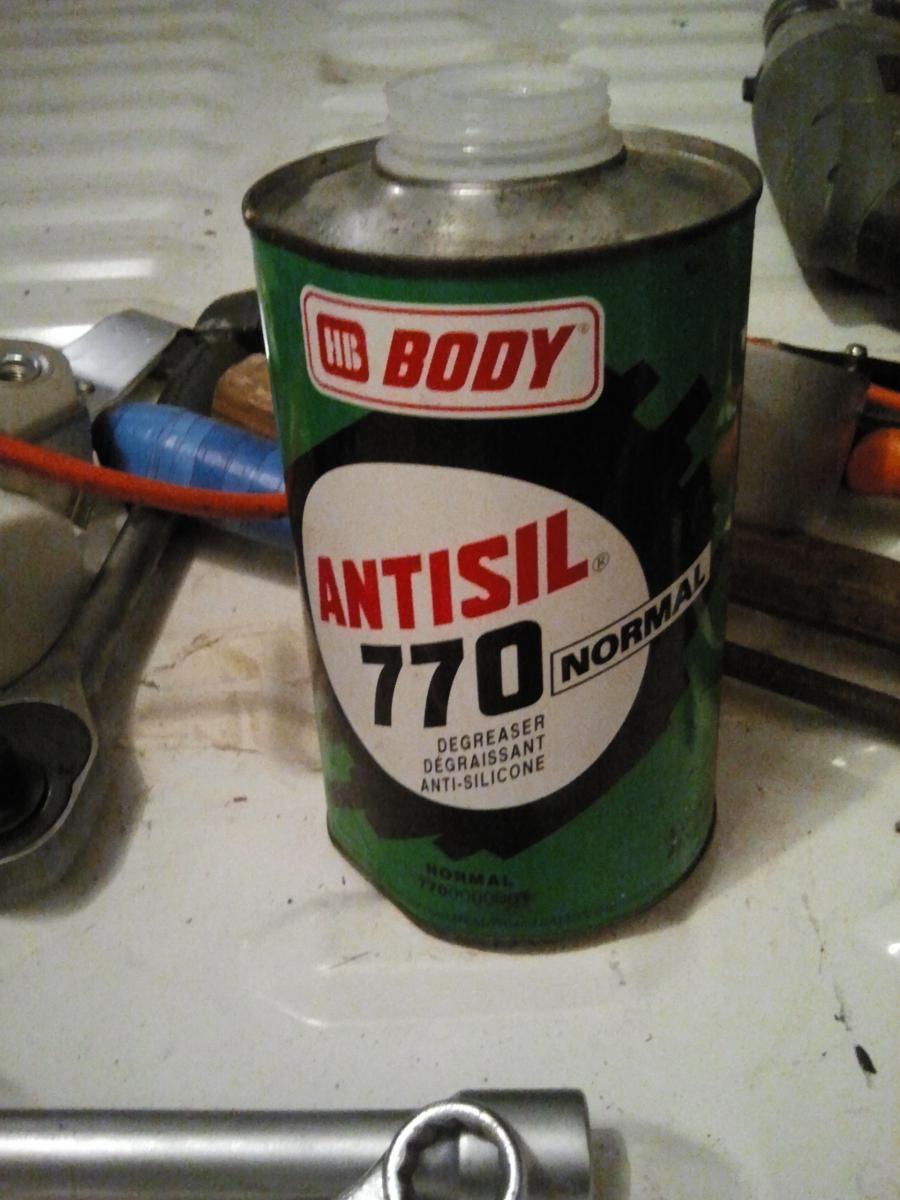 HB BODY®
ANTISIL®
770 NORMAL
DEGREASER
DÉGRAISSANT
ANTI-SILICONE
NORMAL